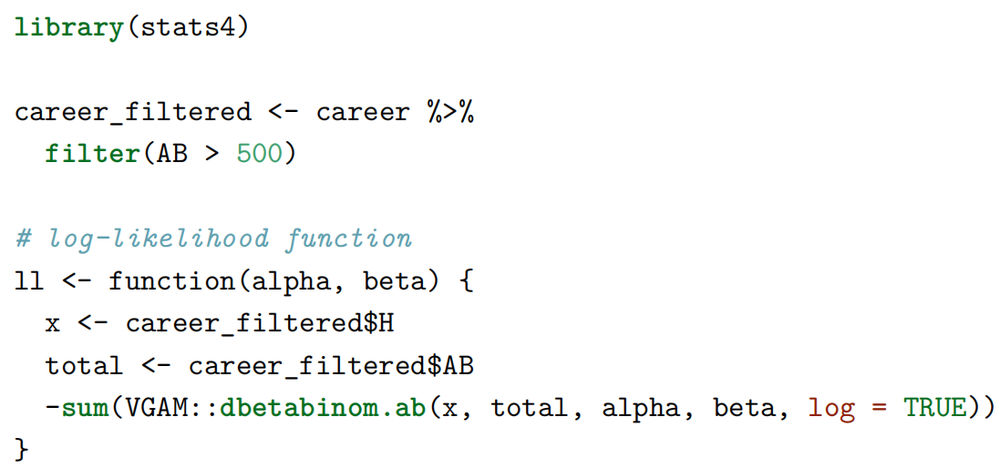 library(stats4)
career_filtered <- career %>%
filter(AB > 500)
# log-likelihood function
ll <- function(alpha, beta) {
x <- career_filtered$H
total <- career_filtered$AB
-sum(VGAM::dbetabinom.ab(x, total, alpha, beta, log = TRUE))
}